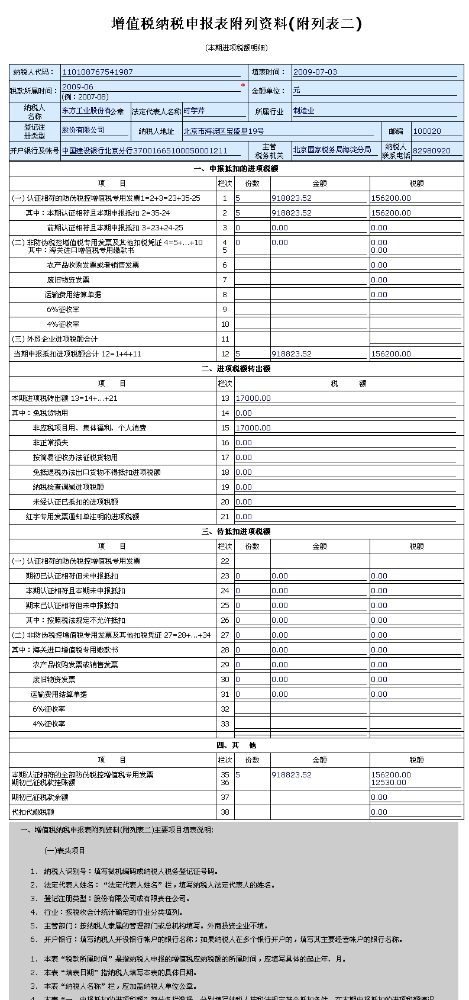 增值税纳税申报表附列资料(附列表二)
(本期进项税额明细)
纳税人代码： 110108767541987 填表时间： 2009-07-03
税款所属时间： 2009-06 * 金额单位： 元
(例：2007-08)
纳税人名称 东方工业股份有公章 法定代表人名称 时学芹 所属行业 制造业
登记注册类型 股份有限公司 纳税人地址 北京市海淀区宝盛里19号 邮编 100020
开户银行及帐号 中国建设银行北京分行37001665100050001211 主管税务机关 北京国家税务局海淀分局 纳税人联系电话 82980920
一、申报抵扣的进项税额
项 目 栏次 份数 金额 税额
(一) 认证相符的防伪税控增值税专用发票1=2+3=23+35-25 1 5 918823.52 156200.00
其中：本期认证相符且本期申报抵扣 2=35-24 2 5 918823.52 156200.00
前期认证相符且本期申报抵扣 3=23+24-25 3 0 0.00 0.00
(二) 非防伪税控增值税专用发票及其他扣税凭证 4=5+...+10 4 0 0.00 0.00
其中：海关进口增值税专用缴款书 5 0.00
农产品收购发票或者销售发票 6 0.00
废旧物资发票 7 0.00
运输费用结算单据 8 0.00
6%征收率 9
4%征收率 10
(三) 外贸企业进项税额合计 11
当期申报抵扣进项税额合计 12=1+4+11 12 5 918823.52 156200.00
二、进项税额转出额
项 目 栏次 税 额
本期进项税转出额 13=14+...+21 13 17000.00
其中：免税货物用 14 0.00
非应税项目用、集体福利、个人消费 15 17000.00
非正常损失 16 0.00
按简易征收办法征税货物用 17 0.00
免抵退税办法出口货物不得抵扣进项税额 18 0.00
纳税检查调减进项税额 19 0.00
未经认证已抵扣的进项税额 20 0.00
红字专用发票通知单注明的进项税额 21 0.00
三、待抵扣进项税额
项 目 栏次 份数 金额 税额
(一) 认证相符的防伪税控增值税专用发票 22
期初已认证相符但未申报抵扣 23 0 0.00 0.00
本期认证相符且本期未申报抵扣 24 0 0.00 0.00
期末已认证相符但未申报抵扣 25 0 0.00 0.00
其中：按照税法规定不允许抵扣 26 0 0.00 0.00
(二) 非防伪税控增值税专用发票及其他扣税凭证 27=28+...+34 27 0 0.00 0.00
其中：海关进口增值税专用缴款书 28 0 0.00 0.00
农产品收购发票或销售发票 29 0 0.00 0.00
废旧物资发票 30 0 0.00 0.00
运输费用结算单据 31 0 0.00 0.00
6%征收率 32
4%征收率 33
四、其 他
项 目 栏次 份数 金额 税额
本期认证相符的全部防伪税控增值税专用发票 35 5 918823.52 156200.00
期初已征税款挂账额 36 12530.00
期初已征税款余额 37 0.00
代扣代缴税额 38 0.00
一、增值税纳税申报表附列资料(附列表二)主要项目填表说明:
(一)表头项目
1. 纳税人识别号：填写微机编码或纳税人税务登记证号码。
2. 法定代表人姓名：“法定代表人姓名”栏，填写纳税人法定代表人的姓名。
3. 登记注册类型：股份有限公司或有限责任公司。
4. 行业：按税收会计统计确定的行业分类填列。
5. 主管部门：按纳税人隶属的管理部门或总机构填写。外商投资企业不填。
6. 开户银行：填写纳税人开设银行帐户的银行名称；如果纳税人在多个银行开户的，填写其主要经营帐户的银行名称。
1. 本表“税款所属时间”是指纳税人申报的增值税应纳税额的所属时间，应填写具体的起止年、月。
2. 本表“填表日期”指纳税人填写本表的具体日期。
3. 本表“纳税人名称”栏，应加盖纳税人单位公章。
4. 本表“一、申报抵扣的进项税额”部分各栏数据，分别填写纳税人按税法规定符合抵扣条件，在本期申报抵扣的进项税额情况